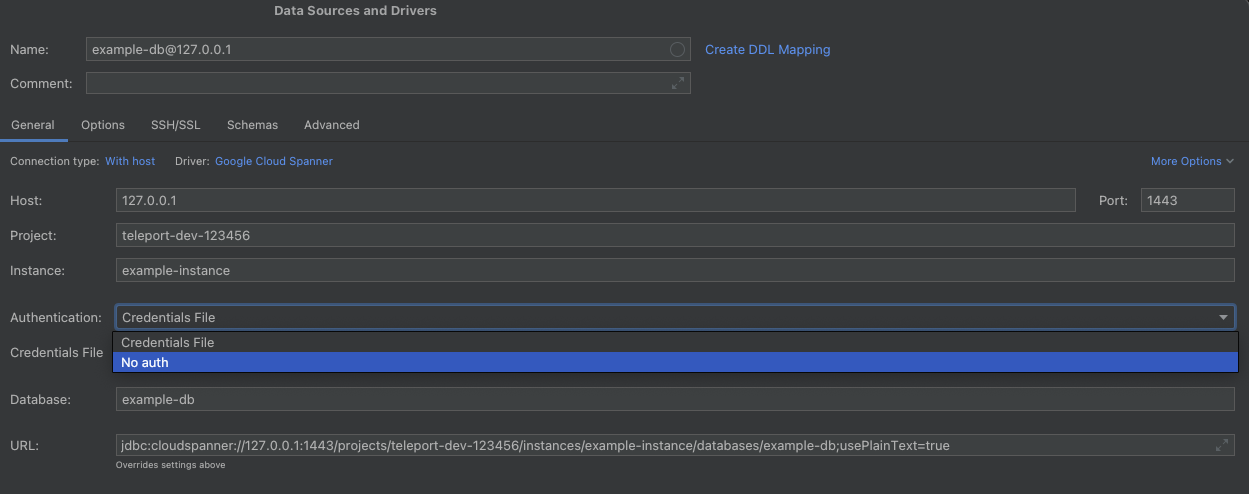 Data Sources and Drivers
Name: example-db@127.0.0.1 Create DDL Mapping
Comment:
General Options SSH/SSL Schemas Advanced
Connection type: With host Driver: Google Cloud Spanner More Options
Host: 127.0.0.1 Port: 1443
Project: teleport-dev-123456
Instance: example-instance
Authentication: Credentials File
Credentials File
Credentials File
No auth
Database: example-db
URL: jdbc:cloudspanner://127.0.0.1:1443/projects/teleport-dev-123456/instances/example-instance/databases/example-db;usePlainText=true
Overrides settings above